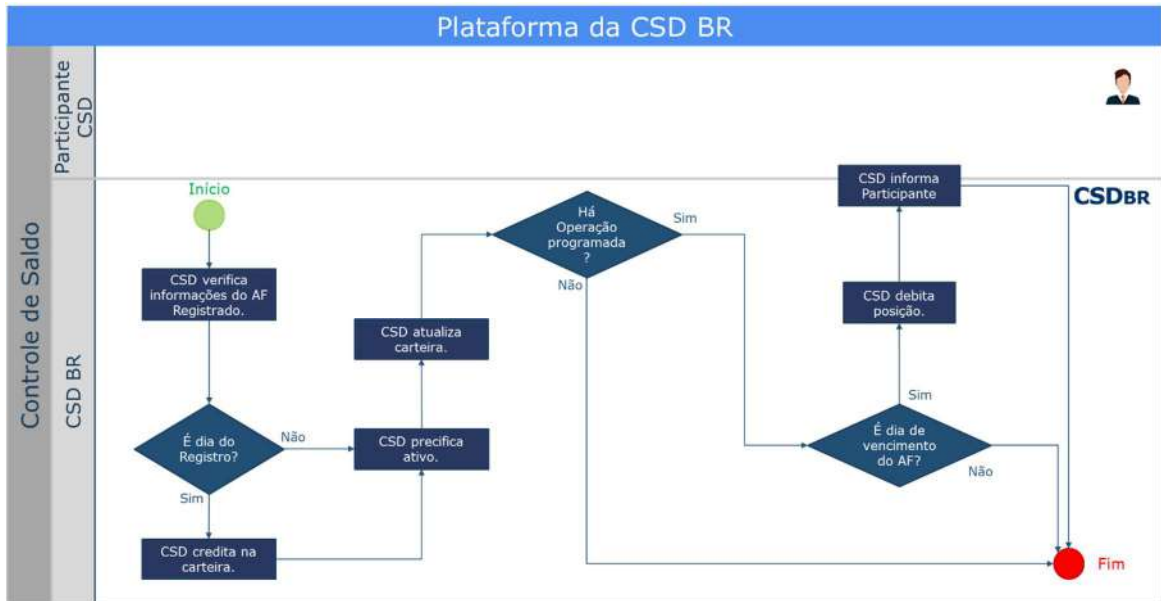 Plataforma da CSD BR
Controle de Saldo
Participante
CSD
CSD BR
Início
CSD verifica
informações do AF
Registrado.
É dia do
Registro?
Não
Sim
CSD credita na
carteira.
CSD precifica
ativo.
CSD atualiza
carteira.
Há
Operação
programada
?
Sim
Não
É dia de
vencimento
do AF?
Sim
Não
CSD debita
posição.
CSD informa
Participante
CSDBR
Fim